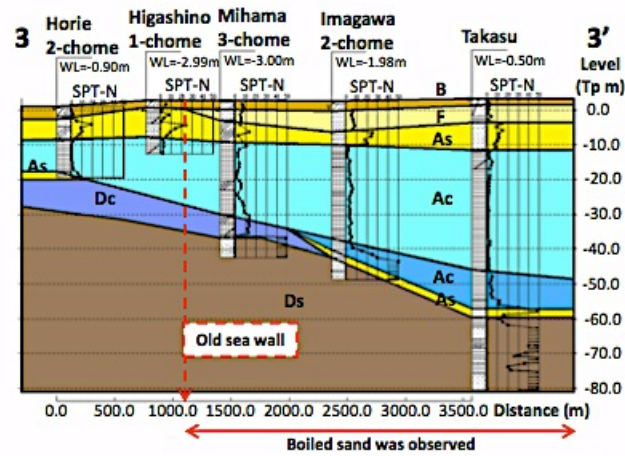 3
Horie
2-chome
Higashino
1-chome
Mihama
3-chome
Imagawa
2-chome
Takasu
3’
WL=-0.90m
WL=-2.99m
WL=-3.00m
WL=-1.98m
WL=-0.50m
Level
(Tp m)
SPT-N
SPT-N
SPT-N
SPT-N
SPT-N
B
F
As
As
Ac
Dc
Ac
As
Ds
Old sea wall
0.0
-10.0
-20.0
-30.0
-40.0
-50.0
-60.0
-70.0
-80.0
0.0 500.0 1000.0 1500.0 2000.0 2500.0 3000.0 3500.0 Distance (m)
Boiled sand was observed